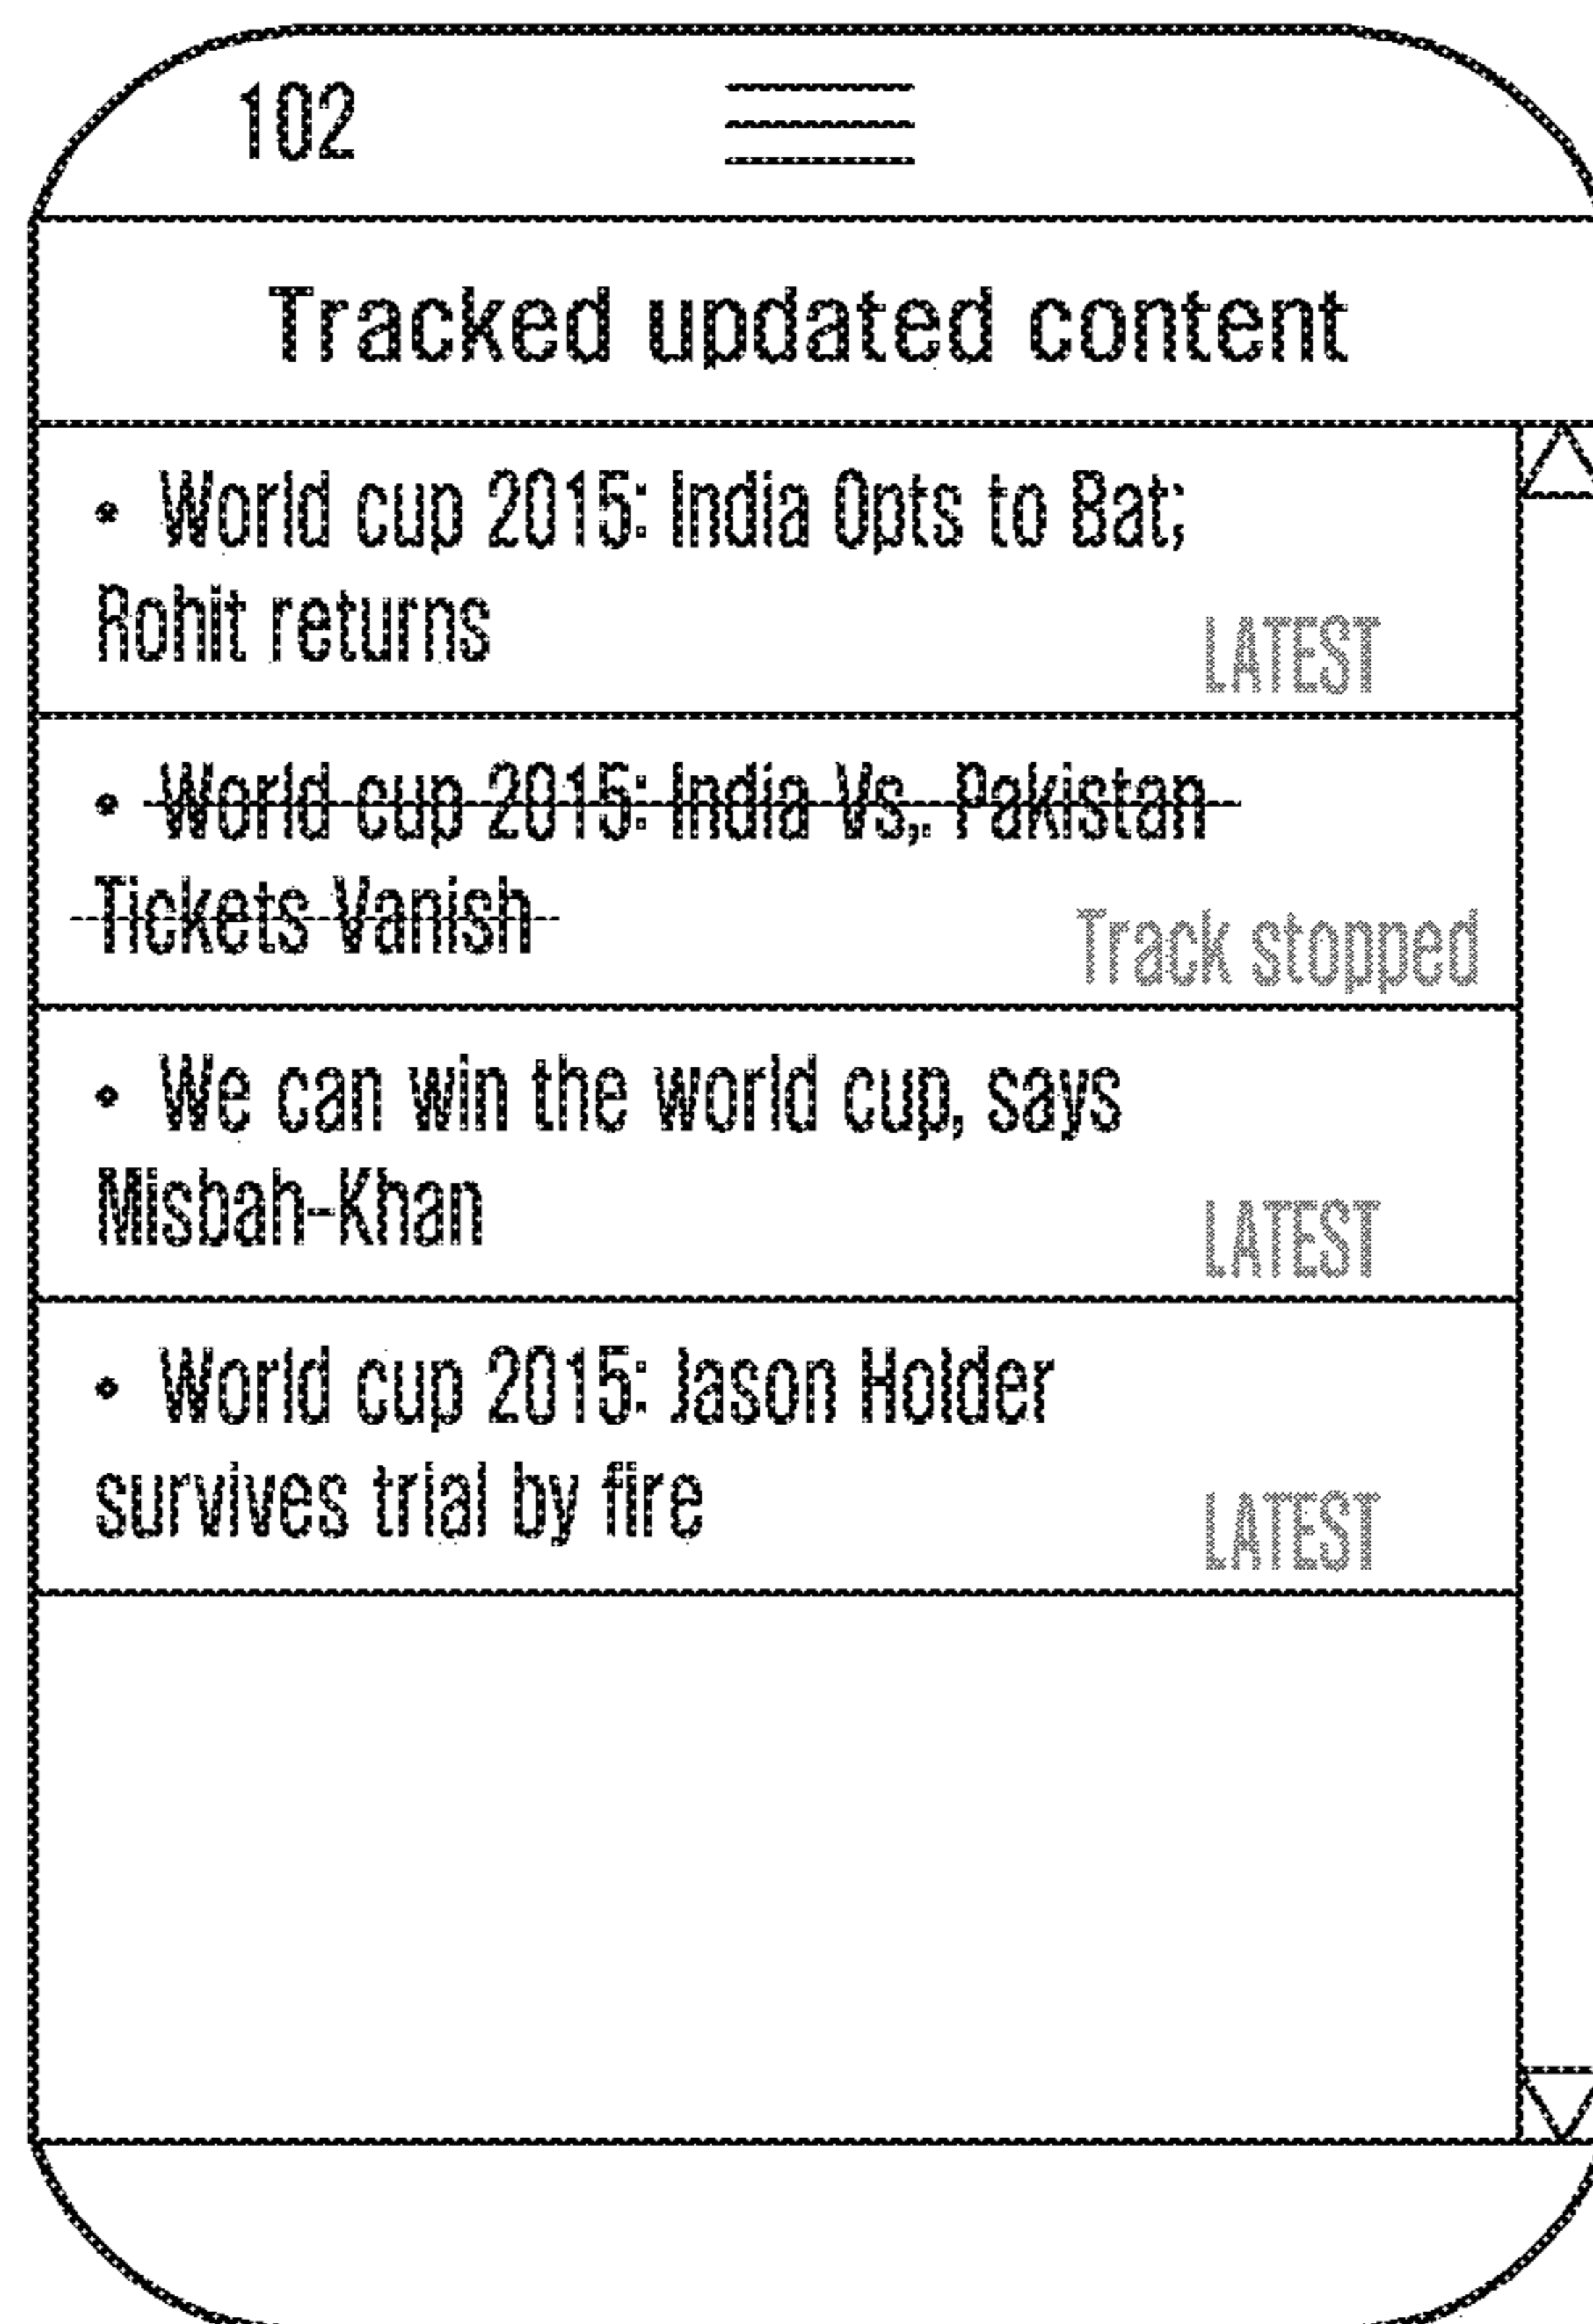 102
Tracked updated content
• World cup 2015: India Opts to Bat;
Rohit returns
LATEST
• World cup 2015: India Vs,. Pakistan
Tickets Vanish
Track stopped
• We can win the world cup, says
Misbah-Khan
LATEST
• World cup 2015: Jason Holder
survives trial by fire
LATEST